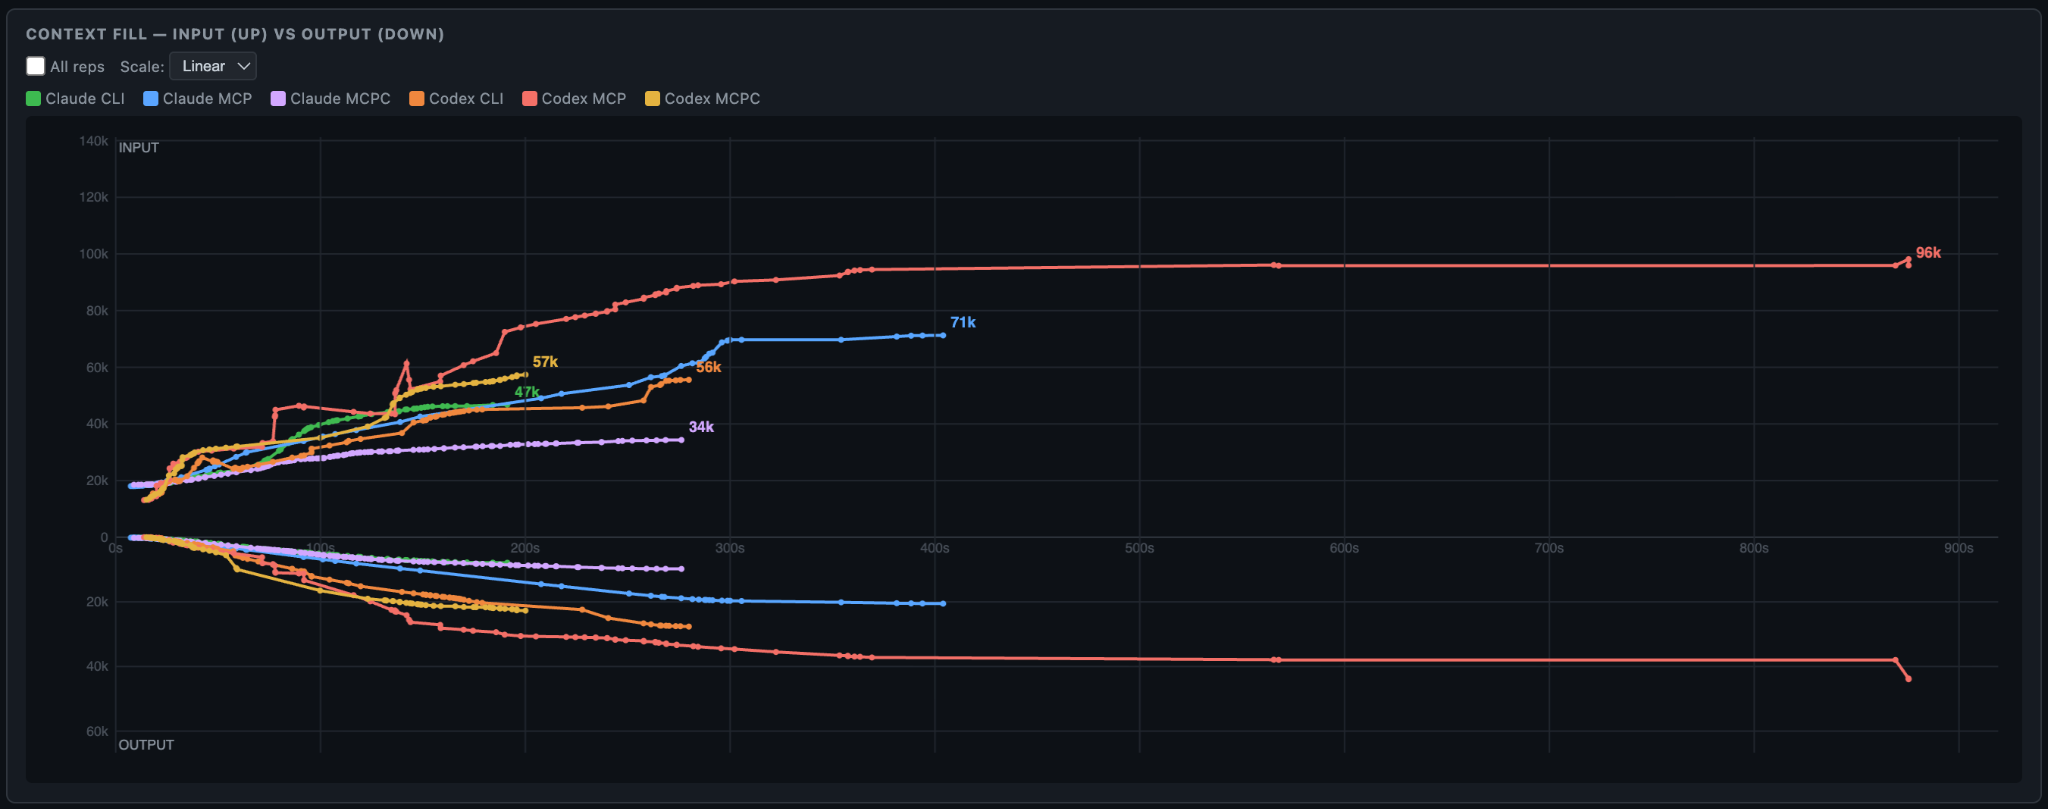 CONTEXT FILL — INPUT (UP) VS OUTPUT (DOWN)
All reps Scale: Linear
Claude CLI Claude MCP Claude MCPC Codex CLI Codex MCP Codex MCPC
140k
INPUT
120k
100k
96k
80k
71k
60k
57k
56k
47k
40k
34k
20k
0
0s 100s 200s 300s 400s 500s 600s 700s 800s 900s
20k
40k
60k
OUTPUT